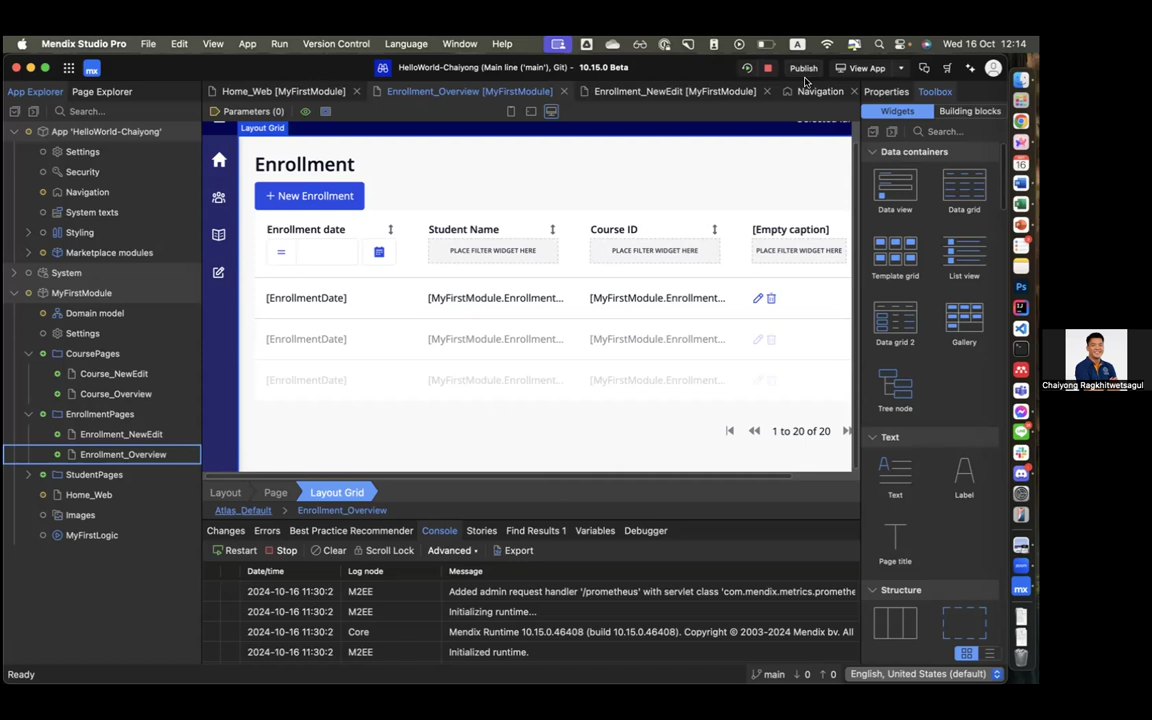 Mendix Studio Pro File Edit View App Run Version Control Language Window Help A Wed 16 Oct 12:14
mx HelloWorld-Chaiyong (Main line ('main'), Git) - 10.15.0 Beta Publish View App
App Explorer Page Explorer Home_Web [MyFirstModule] Enrollment_Overview [MyFirstModule] Enrollment_NewEdit [MyFirstModule] Navigation Properties Toolbox
Search... Parameters (0) Widgets Building blocks
App 'HelloWorld-Chaiyong'
Settings
Security
Navigation
System texts
Styling
Marketplace modules
System
MyFirstModule
Domain model
Settings
CoursePages
Course_NewEdit
Course_Overview
EnrollmentPages
Enrollment_NewEdit
Enrollment_Overview
StudentPages
Home_Web
Images
MyFirstLogic
Layout Grid
Enrollment
+ New Enrollment
Enrollment date Student Name Course ID [Empty caption]
= PLACE FILTER WIDGET HERE PLACE FILTER WIDGET HERE PLACE FILTER WIDGET HERE
[EnrollmentDate] [MyFirstModule.Enrollment... [MyFirstModule.Enrollment...
[EnrollmentDate] [MyFirstModule.Enrollment... [MyFirstModule.Enrollment...
[EnrollmentDate] [MyFirstModule.Enrollment... [MyFirstModule.Enrollment...
1 to 20 of 20
Layout Page Layout Grid
Atlas_Default > Enrollment_Overview
Changes Errors Best Practice Recommender Console Stories Find Results 1 Variables Debugger
Restart Stop Clear Scroll Lock Advanced Export
Date/time Log node Message
2024-10-16 11:30:2 M2EE Added admin request handler '/prometheus' with servlet class 'com.mendix.metrics.promethe
2024-10-16 11:30:2 M2EE Initializing runtime...
2024-10-16 11:30:2 Core Mendix Runtime 10.15.0.46408 (build 10.15.0.46408). Copyright © 2003-2024 Mendix bv. All
2024-10-16 11:30:2 M2EE Initialized runtime.
Search...
Data containers
Data view Data grid
Template grid List view
Data grid 2 Gallery
Tree node
Text
Text Label
Page title
Structure
Ready main 0 0 English, United States (default)
Chaiyong Ragkhitwetsagul